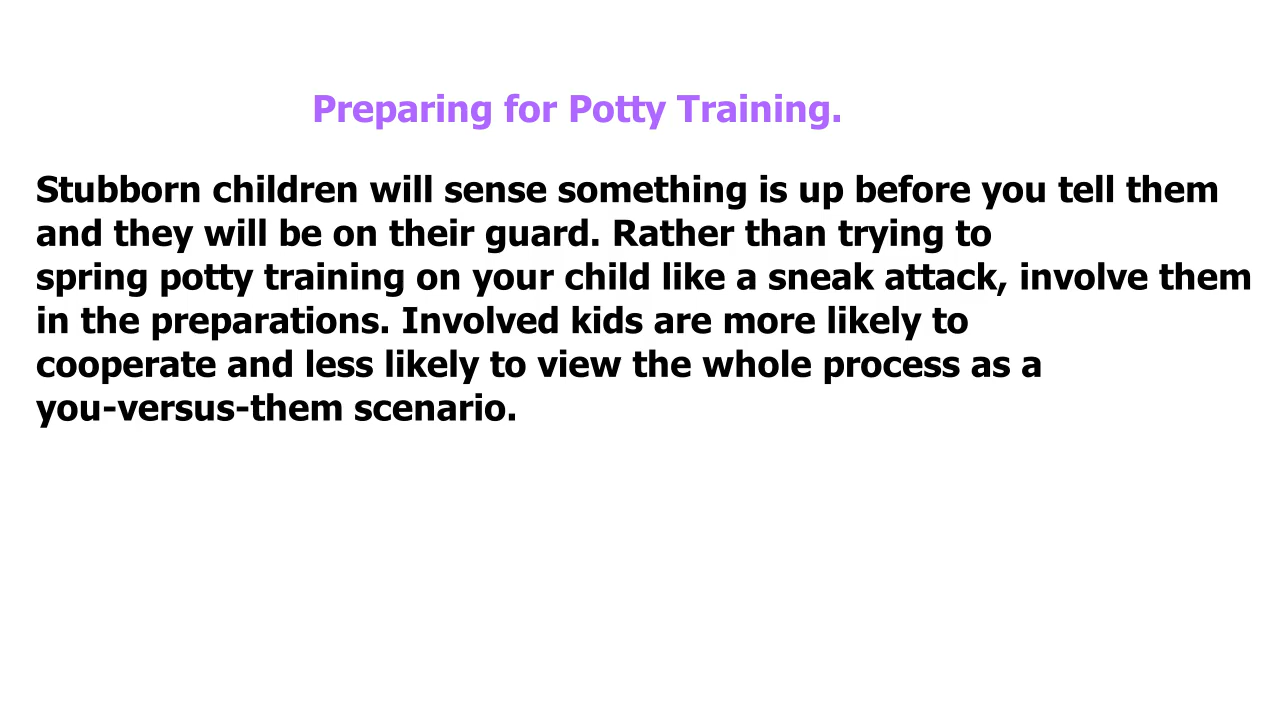 Preparing for Potty Training.
Stubborn children will sense something is up before you tell them
and they will be on their guard. Rather than trying to
spring potty training on your child like a sneak attack, involve them
in the preparations. Involved kids are more likely to
cooperate and less likely to view the whole process as a
you-versus-them scenario.